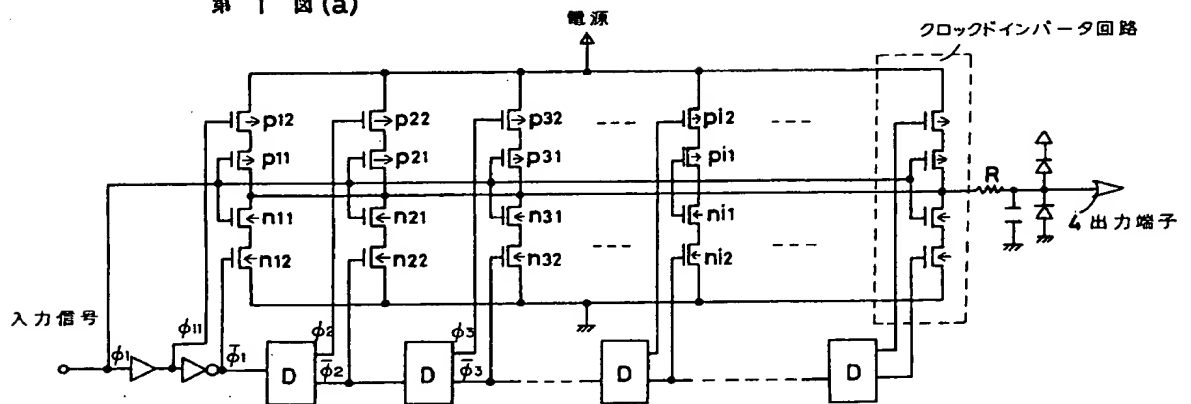 第 1 図(a)
電源
クロックドインバータ回路
p12 p22 p32 pi2
p11 p21 p31 pi1
R
n11 n21 n31 ni1
4 出力端子
n12 n22 n32 ni2
入力信号
φ11 φ2 φ3
φ1 φ̄1 φ̄2 φ̄3
D D D D